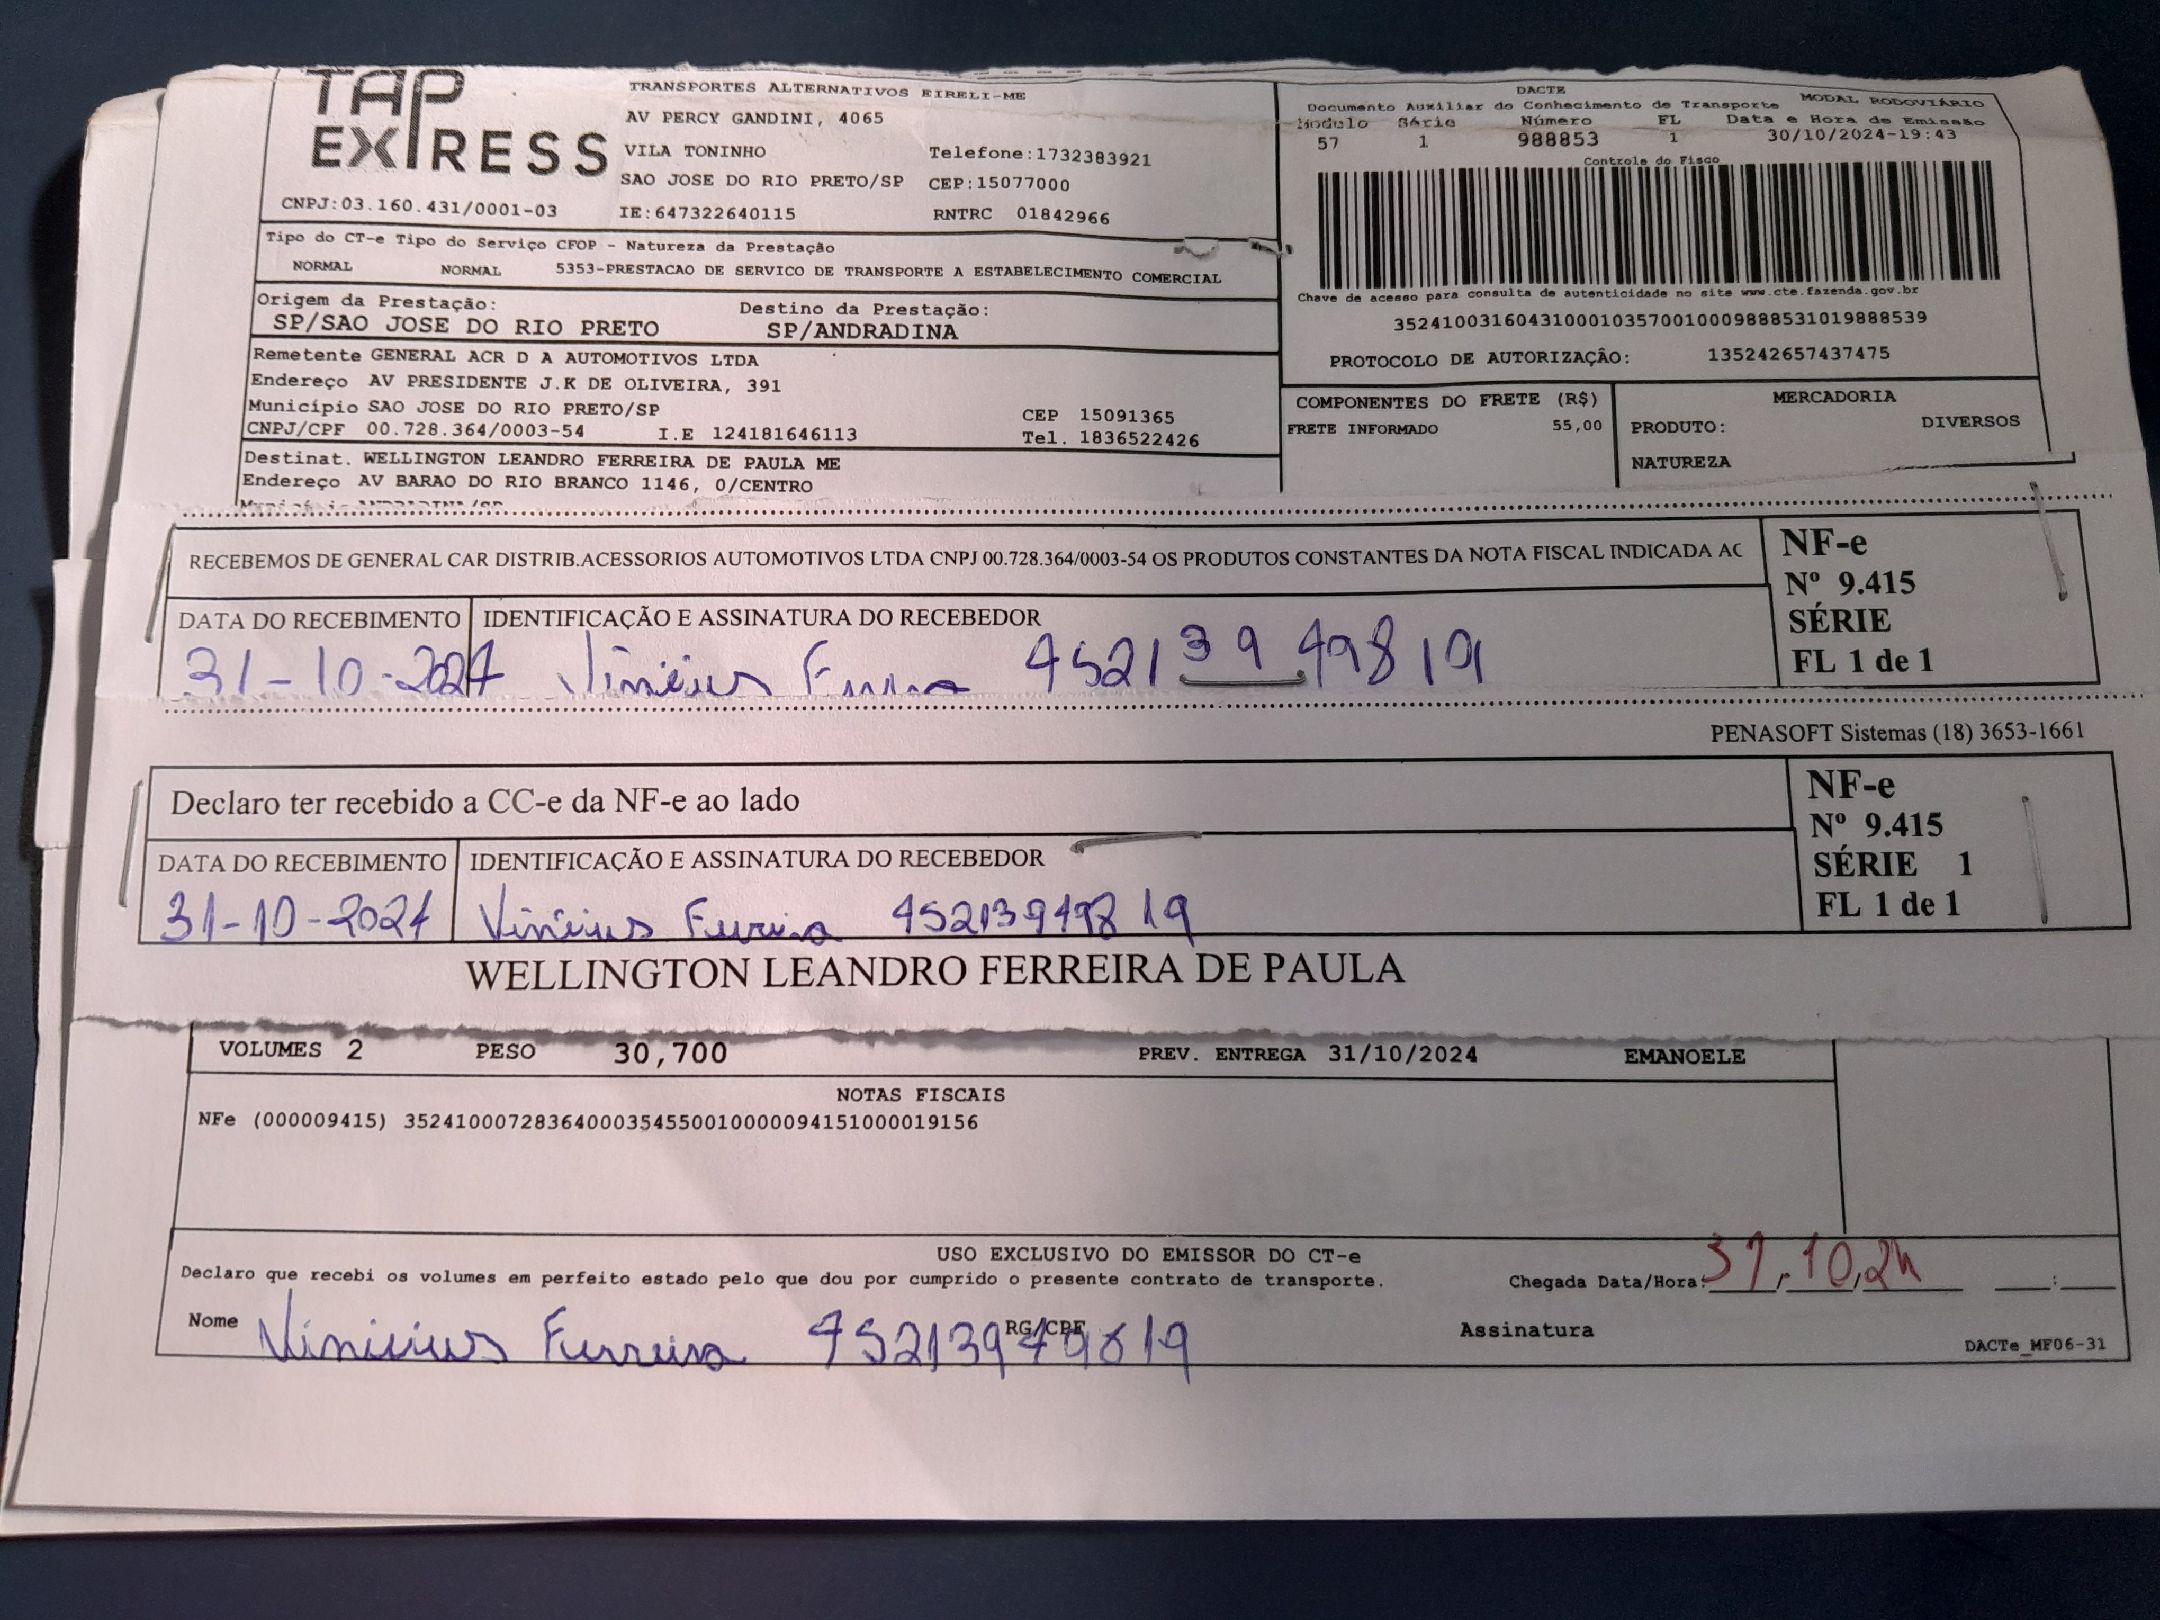 TAP EXPRESS
TRANSPORTES ALTERNATIVOS EIRELI-ME
AV PERCY GANDINI, 4065
VILA TONINHO Telefone:1732383921
SAO JOSE DO RIO PRETO/SP CEP:15077000
CNPJ:03.160.431/0001-03 IE:647322640115 RNTRC 01842966
DACTE
Documento Auxiliar do Conhecimento de Transporte MODAL RODOVIÁRIO
Modulo Série Número FL Data e Hora de Emissão
57 1 988853 1 30/10/2024-19:43
Controle do Fisco
Chave de acesso para consulta de autenticidade no site www.cte.fazenda.gov.br
35241003160431000103570010009888531019888539
PROTOCOLO DE AUTORIZAÇÃO: 135242657437475
Tipo do CT-e Tipo do Serviço CFOP - Natureza da Prestação
NORMAL NORMAL 5353-PRESTACAO DE SERVICO DE TRANSPORTE A ESTABELECIMENTO COMERCIAL
Origem da Prestação: Destino da Prestação:
SP/SAO JOSE DO RIO PRETO SP/ANDRADINA
Remetente GENERAL ACR D A AUTOMOTIVOS LTDA
Endereço AV PRESIDENTE J.K DE OLIVEIRA, 391
Município SAO JOSE DO RIO PRETO/SP CEP 15091365
CNPJ/CPF 00.728.364/0003-54 I.E 124181646113 Tel. 1836522426
COMPONENTES DO FRETE (R$)
FRETE INFORMADO 55,00
MERCADORIA
PRODUTO: DIVERSOS
NATUREZA
Destinat. WELLINGTON LEANDRO FERREIRA DE PAULA ME
Endereço AV BARAO DO RIO BRANCO 1146, 0/CENTRO
RECEBEMOS DE GENERAL CAR DISTRIB.ACESSORIOS AUTOMOTIVOS LTDA CNPJ 00.728.364/0003-54 OS PRODUTOS CONSTANTES DA NOTA FISCAL INDICADA AC
NF-e
Nº 9.415
SÉRIE
FL 1 de 1
DATA DO RECEBIMENTO IDENTIFICAÇÃO E ASSINATURA DO RECEBEDOR
31-10-2024 Vinicius Ferreira 45213949819
PENASOFT Sistemas (18) 3653-1661
Declaro ter recebido a CC-e da NF-e ao lado
NF-e
Nº 9.415
SÉRIE 1
FL 1 de 1
DATA DO RECEBIMENTO IDENTIFICAÇÃO E ASSINATURA DO RECEBEDOR
31-10-2024 Vinicius Ferreira 45213949819
WELLINGTON LEANDRO FERREIRA DE PAULA
VOLUMES 2 PESO 30,700 PREV. ENTREGA 31/10/2024 EMANOELE
NOTAS FISCAIS
NFe (000009415) 35241000728364000354550010000094151000019156
USO EXCLUSIVO DO EMISSOR DO CT-e
Declaro que recebi os volumes em perfeito estado pelo que dou por cumprido o presente contrato de transporte. Chegada Data/Hora: 31,10,24 :
Nome Vinicius Ferreira RG/CPF 45213949819 Assinatura
DACTe_MF06-31